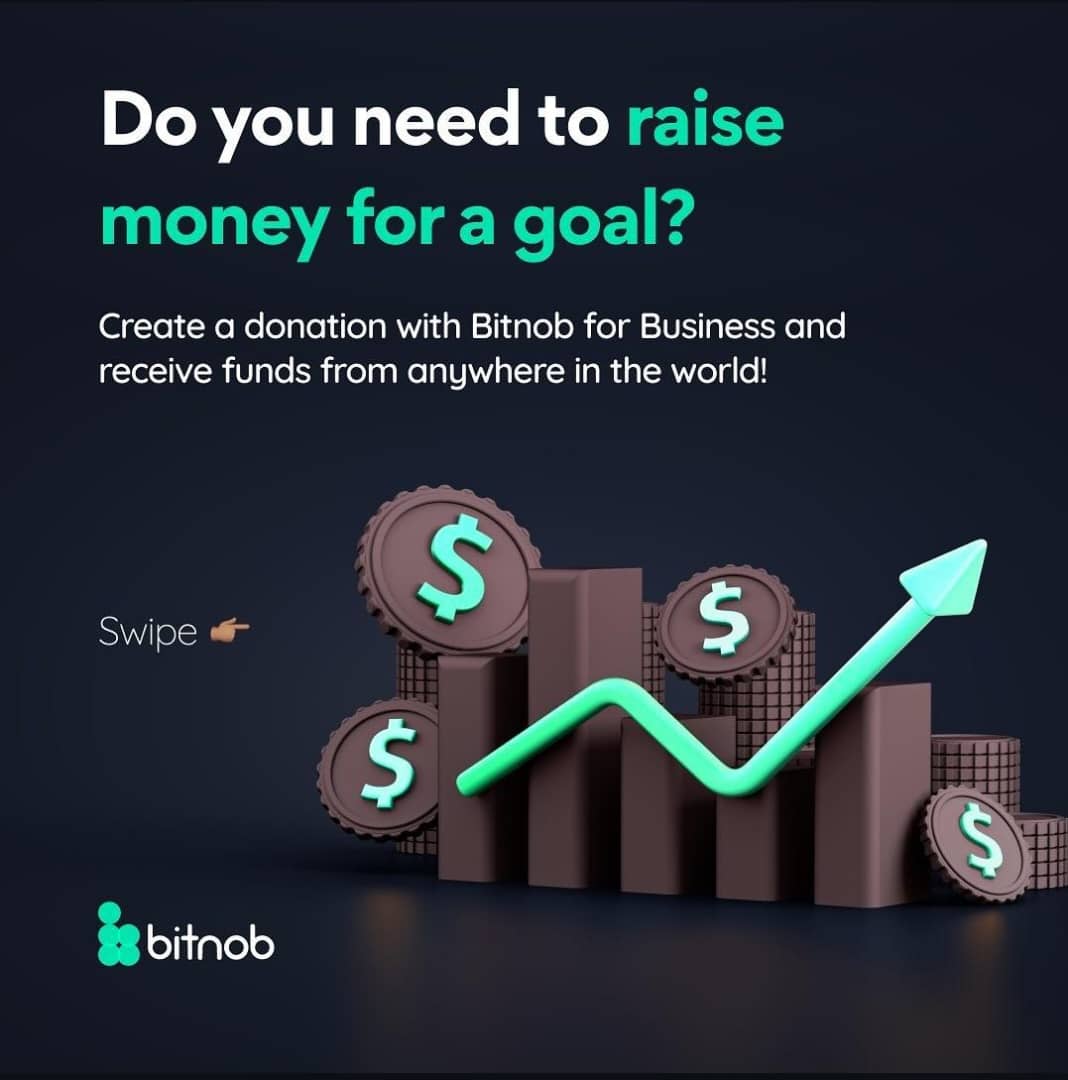 Do you need to raise
money for a goal?
Create a donation with Bitnob for Business and
receive funds from anywhere in the world!
$
$
Swipe
$
$
bitnob